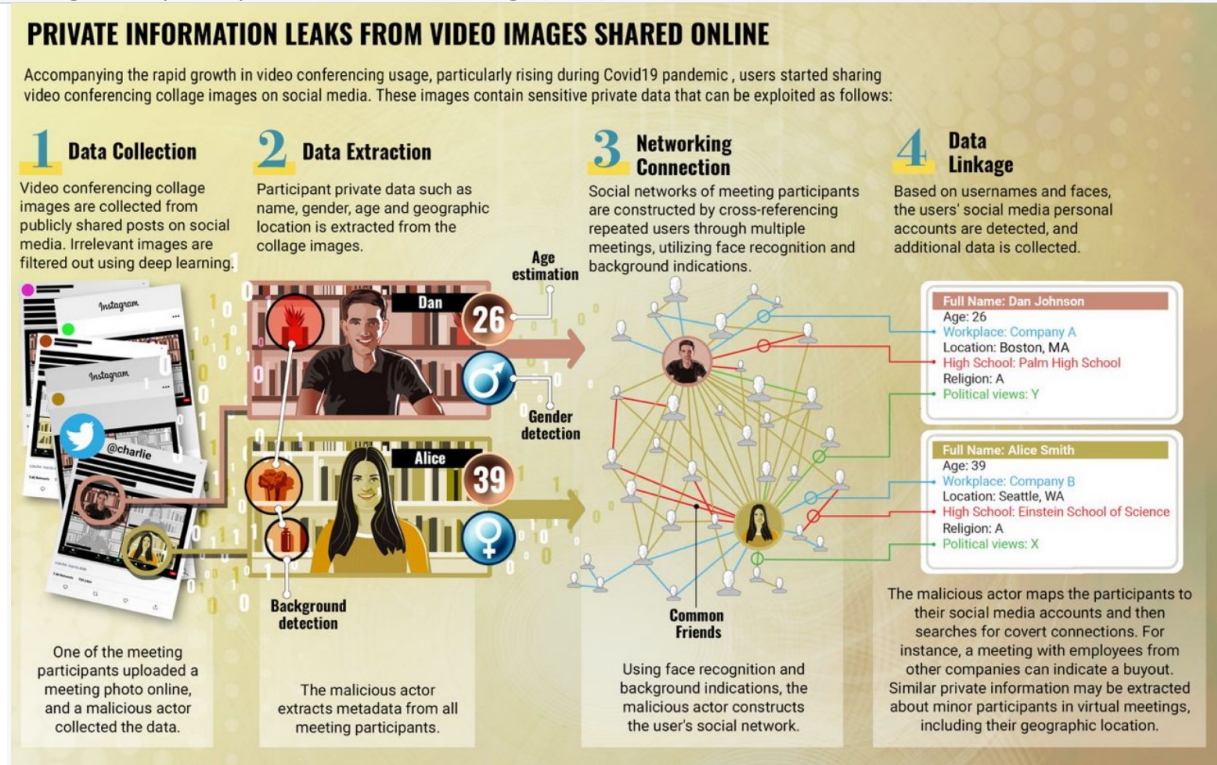 PRIVATE INFORMATION LEAKS FROM VIDEO IMAGES SHARED ONLINE
Accompanying the rapid growth in video conferencing usage, particularly rising during Covid19 pandemic , users started sharing
video conferencing collage images on social media. These images contain sensitive private data that can be exploited as follows:
1 Data Collection
Video conferencing collage
images are collected from
publicly shared posts on social
media. Irrelevant images are
filtered out using deep learning.
Instagram
Instagram
@charlie
One of the meeting
participants uploaded a
meeting photo online,
and a malicious actor
collected the data.
2 Data Extraction
Participant private data such as
name, gender, age and geographic
location is extracted from the
collage images.
Age
estimation
Dan
26
Gender
detection
Alice
39
Background
detection
The malicious actor
extracts metadata from all
meeting participants.
3 Networking
Connection
Social networks of meeting participants
are constructed by cross-referencing
repeated users through multiple
meetings, utilizing face recognition and
background indications.
Common
Friends
Using face recognition and
background indications, the
malicious actor constructs
the user's social network.
4 Data
Linkage
Based on usernames and faces,
the users' social media personal
accounts are detected, and
additional data is collected.
Full Name: Dan Johnson
Age: 26
Workplace: Company A
Location: Boston, MA
High School: Palm High School
Religion: A
Political views: Y
Full Name: Alice Smith
Age: 39
Workplace: Company B
Location: Seattle, WA
High School: Einstein School of Science
Religion: A
Political views: X
The malicious actor maps the participants to
their social media accounts and then
searches for covert connections. For
instance, a meeting with employees from
other companies can indicate a buyout.
Similar private information may be extracted
about minor participants in virtual meetings,
including their geographic location.